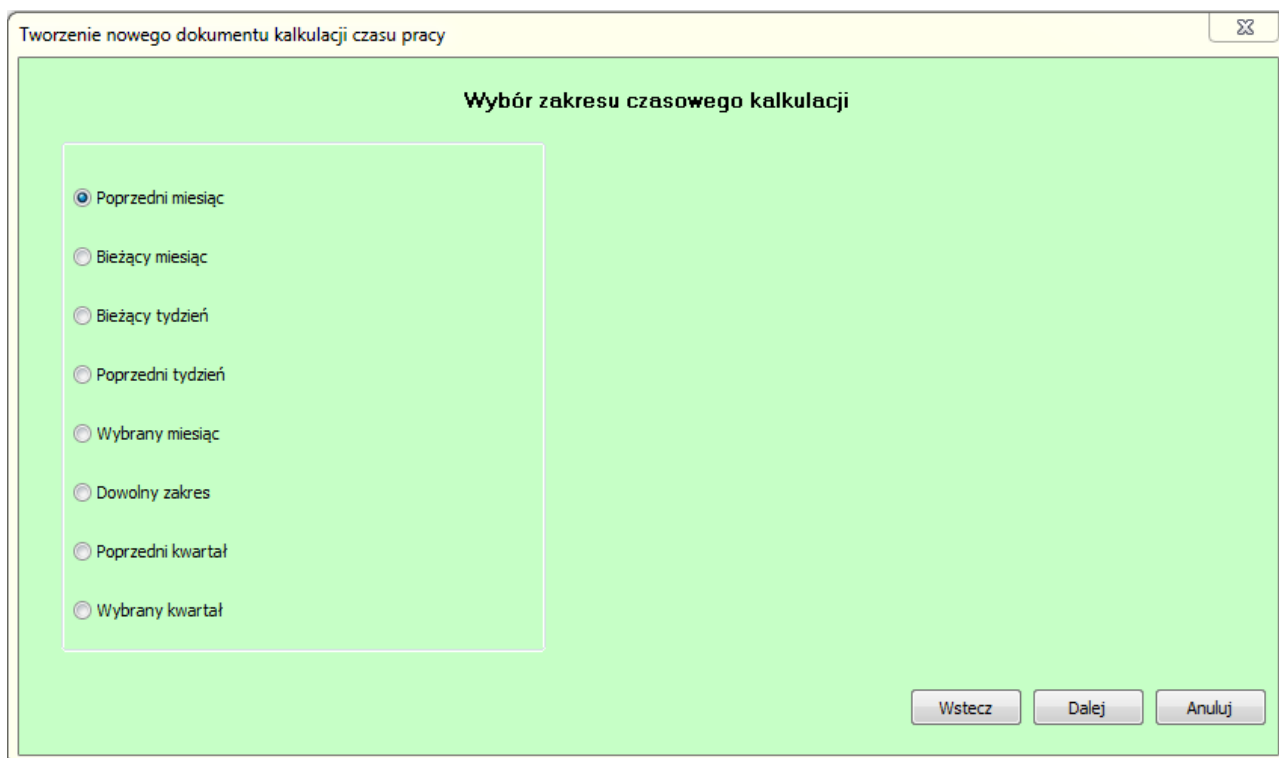 Tworzenie nowego dokumentu kalkulacji czasu pracy
Wybór zakresu czasowego kalkulacji
Poprzedni miesiąc
Bieżący miesiąc
Bieżący tydzień
Poprzedni tydzień
Wybrany miesiąc
Dowolny zakres
Poprzedni kwartał
Wybrany kwartał
Wstecz Dalej Anuluj